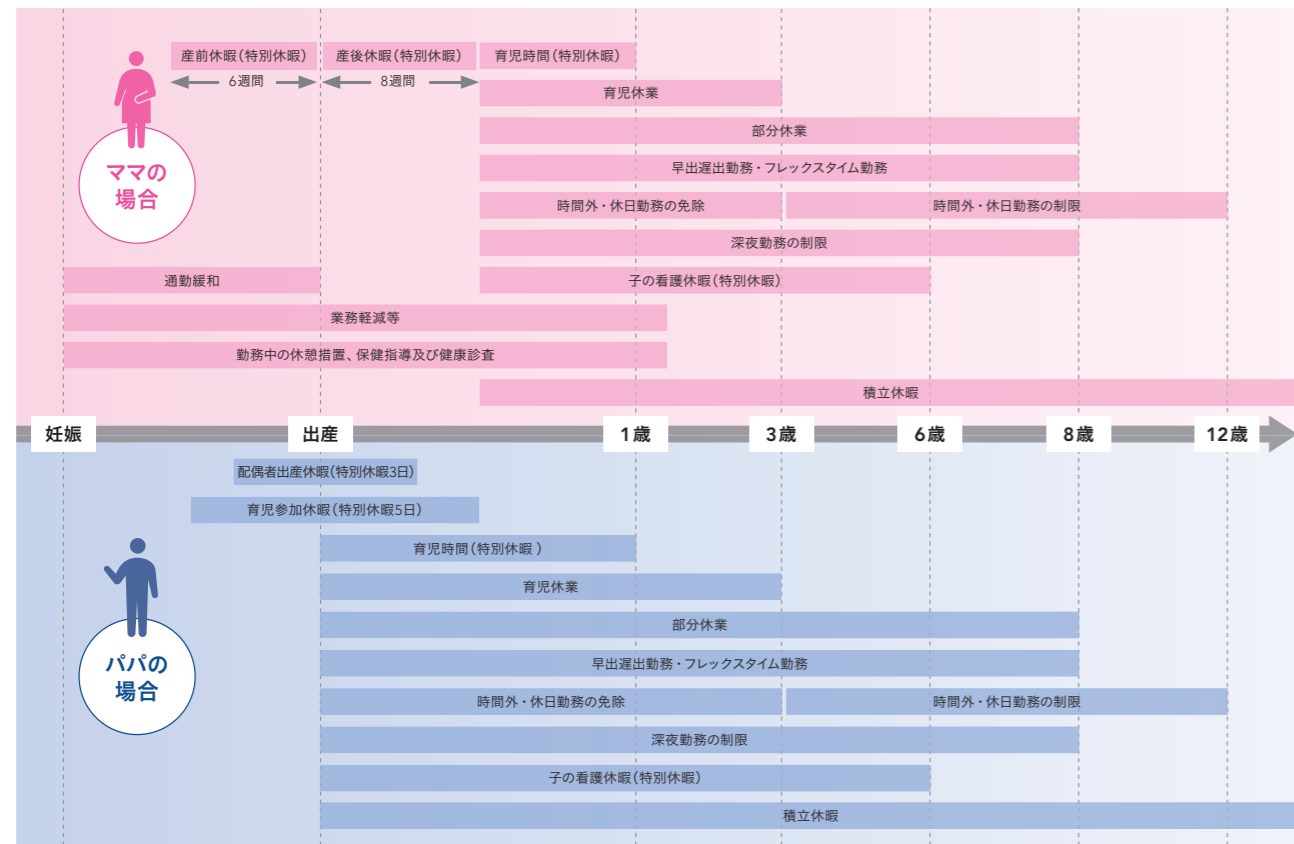 産前休暇(特別休暇)
産後休暇(特別休暇)
育児時間(特別休暇)
6週間
8週間
育児休業
部分休業
早出遅出勤務・フレックスタイム勤務
時間外・休日勤務の免除
時間外・休日勤務の制限
深夜勤務の制限
通勤緩和
子の看護休暇(特別休暇)
業務軽減等
勤務中の休憩措置、保健指導及び健康診査
積立休暇
ママの
場合
妊娠
出産
1歳
3歳
6歳
8歳
12歳
配偶者出産休暇(特別休暇3日)
育児参加休暇(特別休暇5日)
育児時間(特別休暇)
育児休業
部分休業
早出遅出勤務・フレックスタイム勤務
時間外・休日勤務の免除
時間外・休日勤務の制限
深夜勤務の制限
子の看護休暇(特別休暇)
積立休暇
パパの
場合